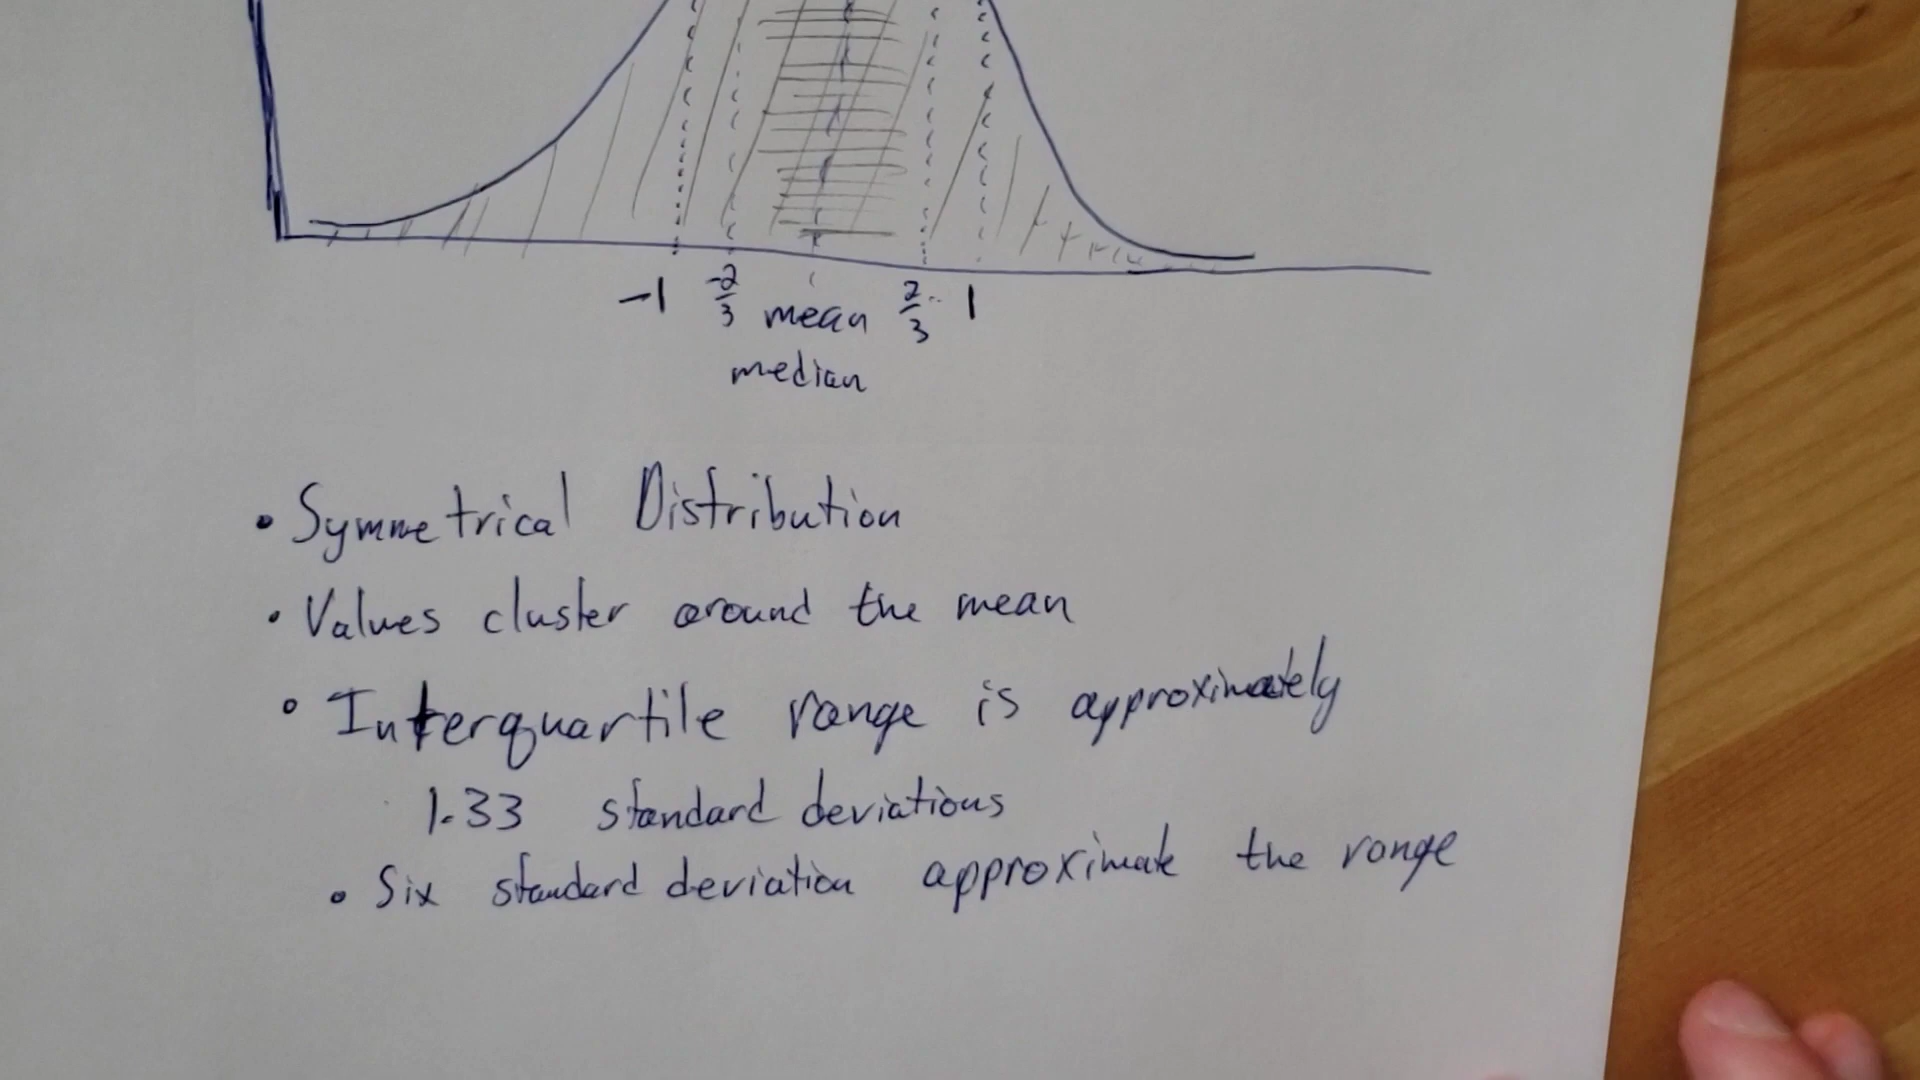 -1 -2/3 mean 2/3 1
median
• Symmetrical Distribution
• Values cluster around the mean
• Interquartile range is approximately
1.33 standard deviations
• Six standard deviation approximate the range